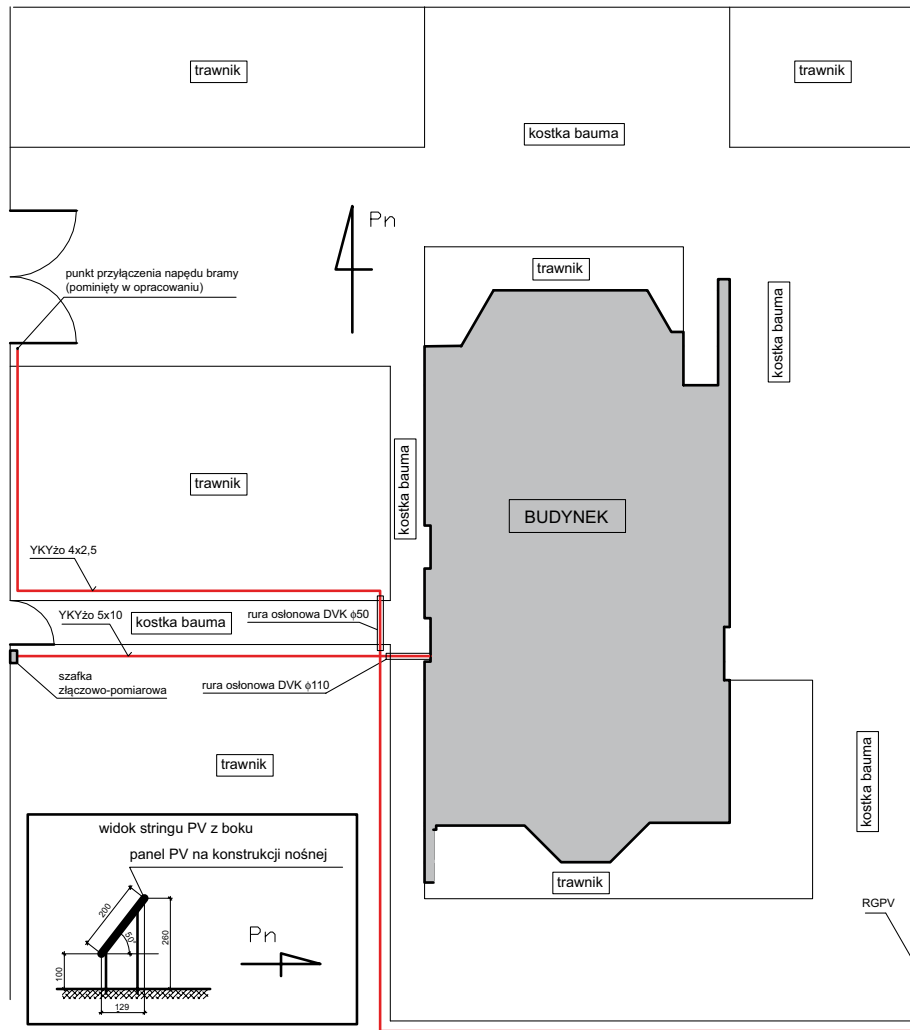 trawnik
trawnik
kostka bauma
Pn
punkt przyłączenia napędu bramy
(pominięty w opracowaniu)
trawnik
kostka bauma
kostka bauma
trawnik
BUDYNEK
YKYżo 4x2,5
YKYżo 5x10
kostka bauma
rura osłonowa DVK ϕ50
szafka
złączowo-pomiarowa
rura osłonowa DVK ϕ110
trawnik
kostka bauma
widok stringu PV z boku
panel PV na konstrukcji nośnej
200
50°
260
100
129
Pn
trawnik
RGPV